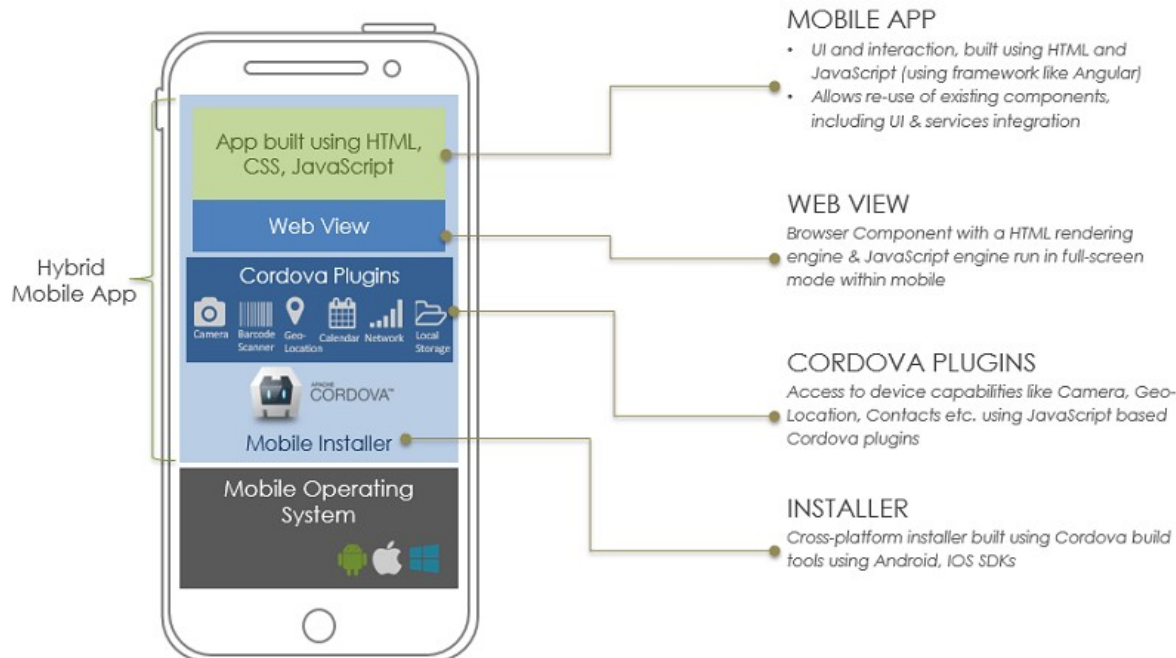 MOBILE APP
• UI and interaction, built using HTML and
JavaScript (using framework like Angular)
• Allows re-use of existing components,
including UI & services integration
App built using HTML,
CSS, JavaScript
WEB VIEW
Browser Component with a HTML rendering
engine & JavaScript engine run in full-screen
mode within mobile
Web View
Hybrid
Mobile App
Cordova Plugins
Camera
Barcode
Scanner
Geo-
Location
Calendar
Network
Local
Storage
CORDOVA PLUGINS
Access to device capabilities like Camera, Geo-
Location, Contacts etc. using JavaScript based
Cordova plugins
APACHE
CORDOVA™
Mobile Installer
Mobile Operating
System
INSTALLER
Cross-platform installer built using Cordova build
tools using Android, IOS SDKs